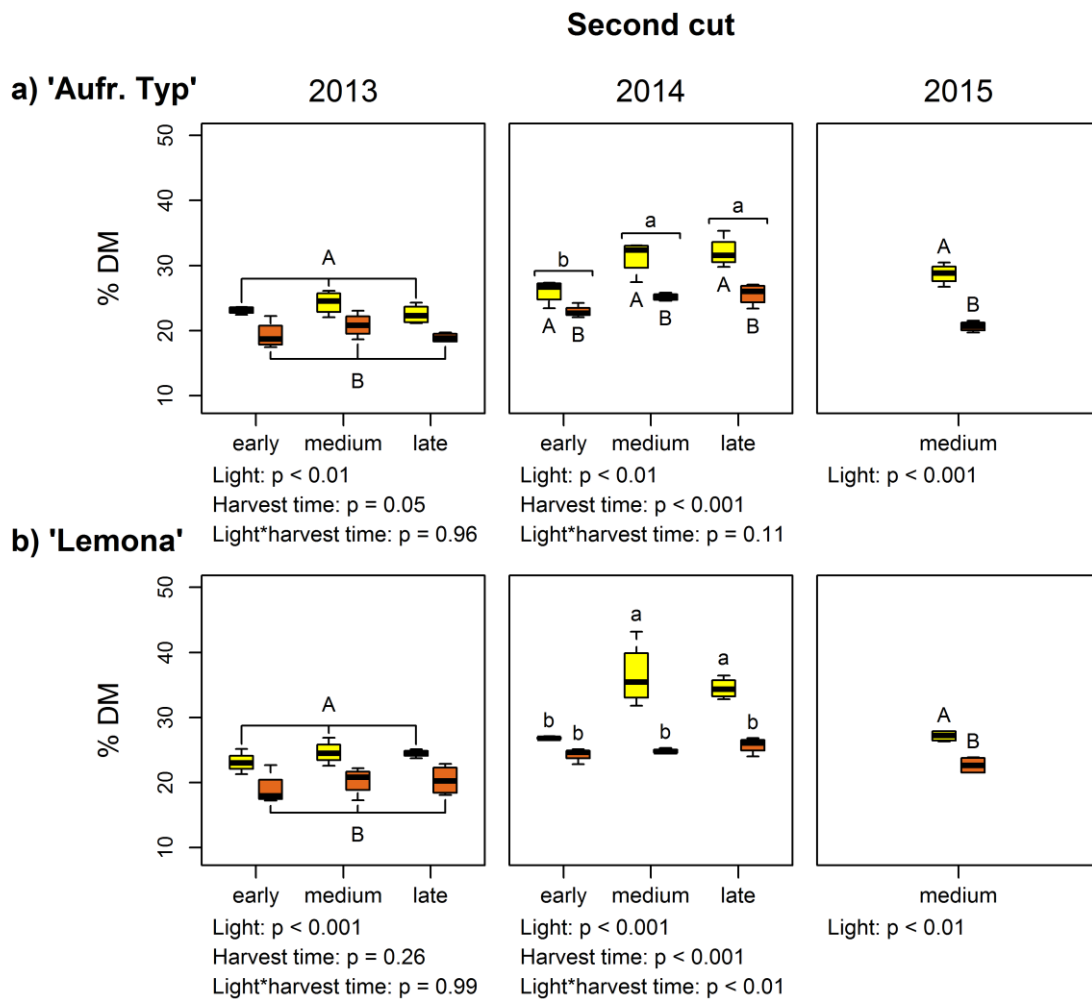 Second cut
a) 'Aufr. Typ' 2013 2014 2015
% DM
50
40
30
20
10
A
B
b
a
a
A
B
A
B
A
B
A
B
early medium late
early medium late
medium
Light: p < 0.01
Harvest time: p = 0.05
Light*harvest time: p = 0.96
Light: p < 0.01
Harvest time: p < 0.001
Light*harvest time: p = 0.11
Light: p < 0.001
b) 'Lemona'
% DM
50
40
30
20
10
A
B
b
b
a
b
a
b
A
B
early medium late
early medium late
medium
Light: p < 0.001
Harvest time: p = 0.26
Light*harvest time: p = 0.99
Light: p < 0.001
Harvest time: p < 0.001
Light*harvest time: p < 0.01
Light: p < 0.01